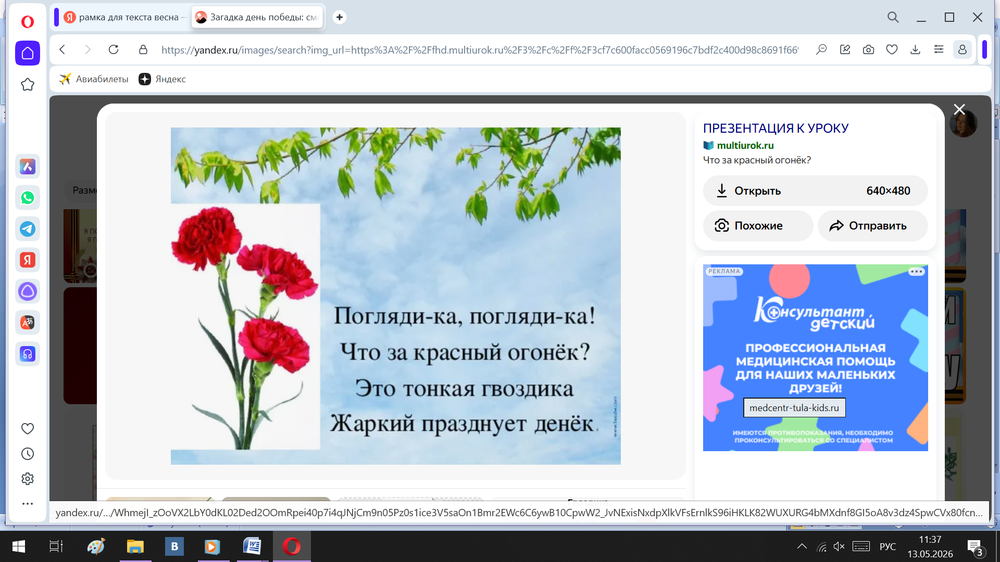 рамка для текста весна —
Загадка день победы: см
https://yandex.ru/images/search?img_url=https%3A%2F%2Ffhd.multiurok.ru%2F3%2Fc%2Ff%2F3cf7c600facc0569196c7bdf2c400d98c8691f66
Авиабилеты
Яндекс
Разме
Я ПО
Я Г
Погляди-ка, погляди-ка!
Что за красный огонёк?
Это тонкая гвоздика
Жаркий празднует денёк.
ПРЕЗЕНТАЦИЯ К УРОКУ
multiurok.ru
Что за красный огонёк?
Открыть 640×480
Похожие
Отправить
РЕКЛАМА
Консультант
детский
ПРОФЕССИОНАЛЬНАЯ
МЕДИЦИНСКАЯ ПОМОЩЬ
ДЛЯ НАШИХ МАЛЕНЬКИХ
ДРУЗЕЙ!
medcentr-tula-kids.ru
ИМЕЮТСЯ ПРОТИВОПОКАЗАНИЯ, НЕОБХОДИМО
ПРОКОНСУЛЬТИРОВАТЬСЯ СО СПЕЦИАЛИСТОМ
Гвоздика
yandex.ru/.../WhmejI_zOoVX2LbY0dKL02Ded2OOmRpei40p7i4qJNjCm9n05Pz0s1ice3V5saOn1Bmr2EWc6C6ywB10CpwW2_JvNExisNxdpXlkVFsErnlkS96iHKLK82WUXURG4bMXdnf8GI5oA8v3dz4SpwCVx80fcn...
РУС
11:37
13.05.2026
3